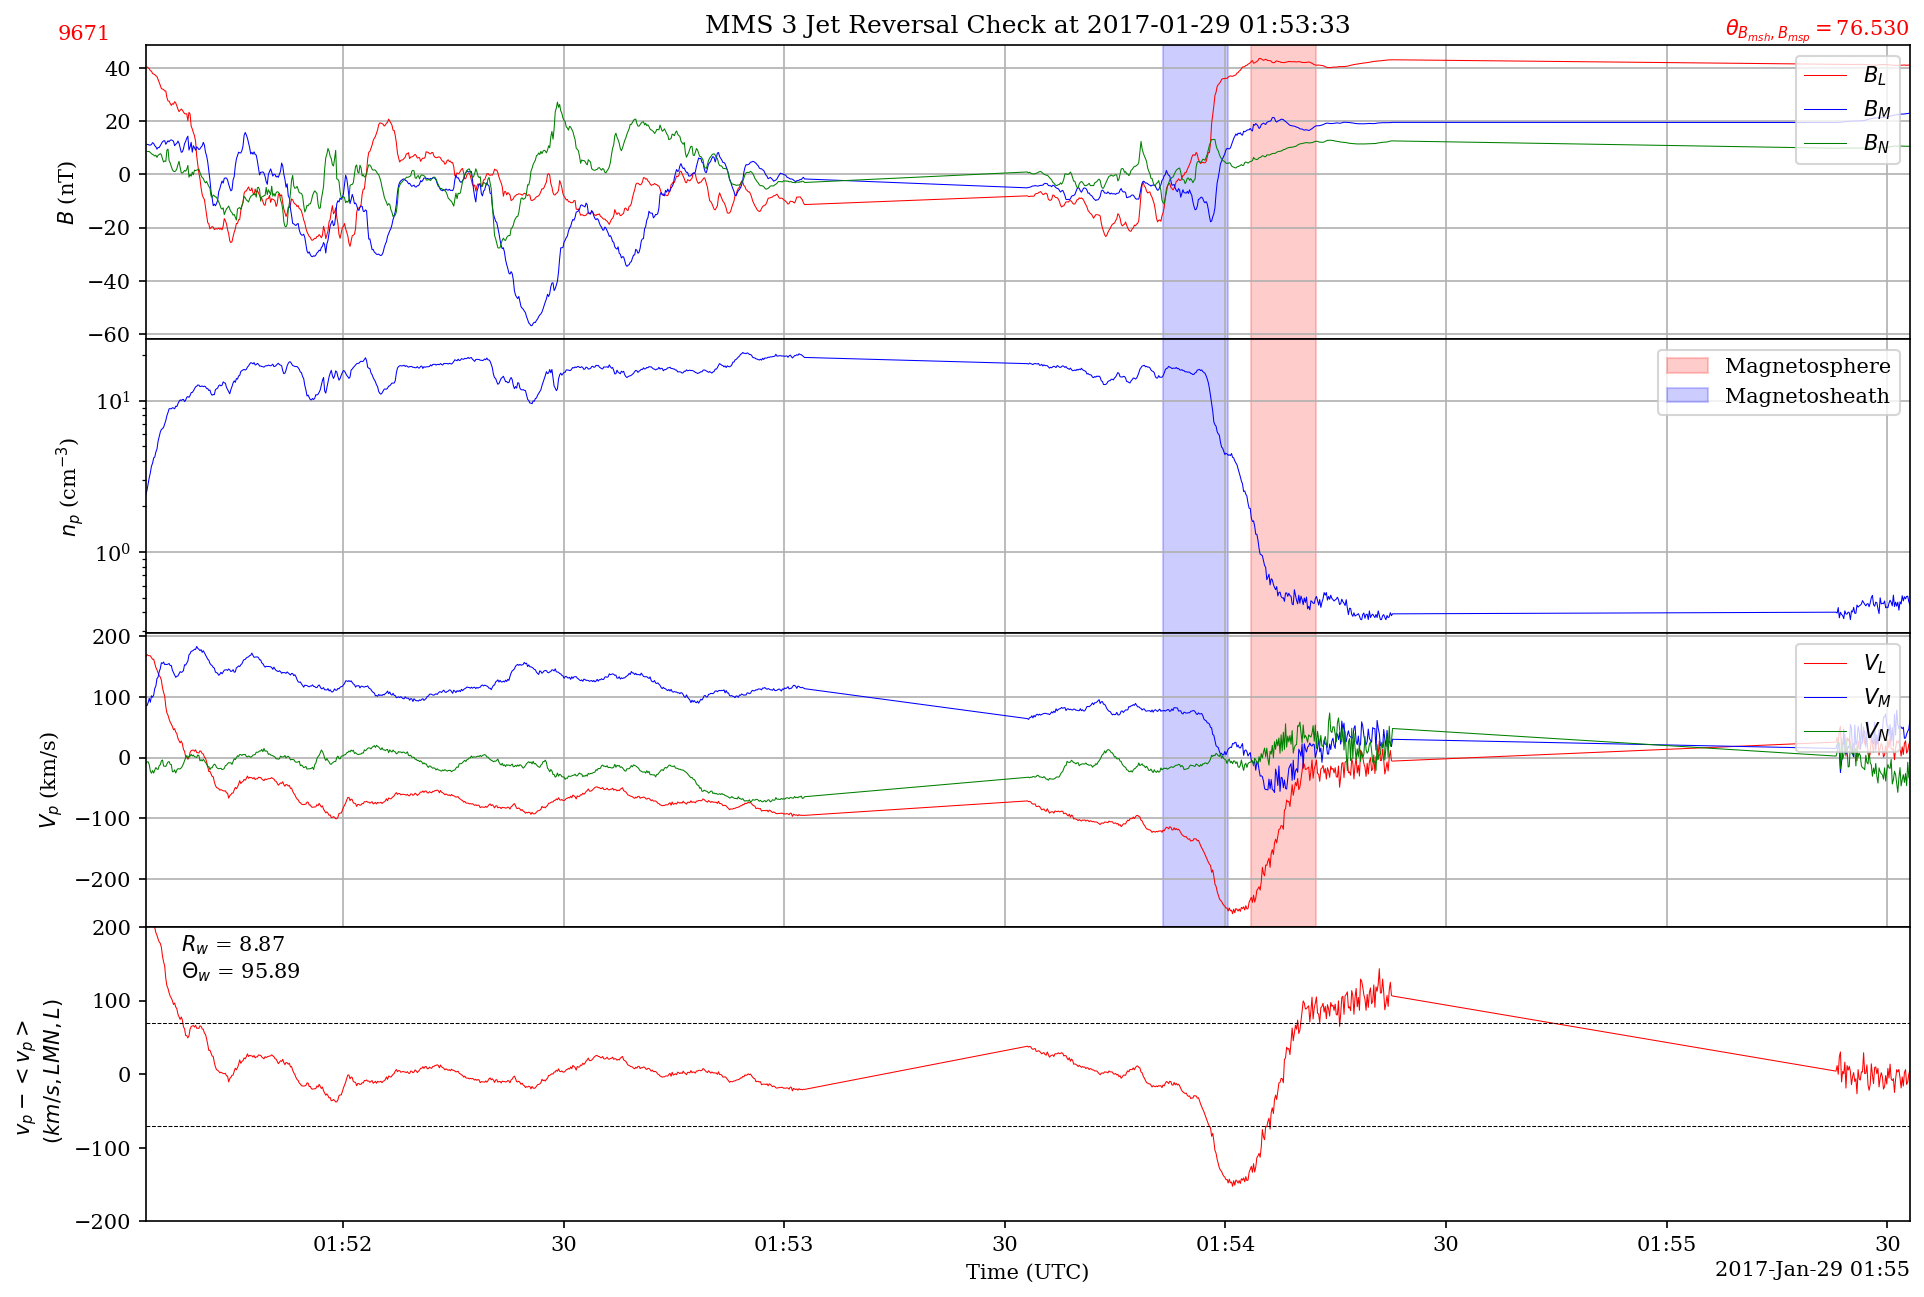 9671
MMS 3 Jet Reversal Check at 2017-01-29 01:53:33
θ_{B_{msh}, B_{msp}} = 76.530
40
20
0
−20
−40
−60
B (nT)
B_L
B_M
B_N
10¹
10⁰
n_p (cm⁻³)
Magnetosphere
Magnetosheath
200
100
0
−100
−200
V_p (km/s)
V_L
V_M
V_N
200
100
0
−100
−200
v_p − < v_p >
(km/s, LMN, L)
R_w = 8.87
Θ_w = 95.89
01:52
30
01:53
30
01:54
30
01:55
30
Time (UTC)
2017-Jan-29 01:55